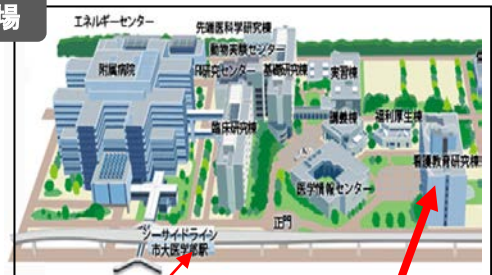 場
エネルギーセンター
先端医科学研究棟
動物実験センター
附属病院
RI研究センター
基礎研究棟
実習棟
臨床研究棟
講義棟
福利厚生棟
看護教育研究棟
医学情報センター
正門
シーサイドライン
市大医学部駅